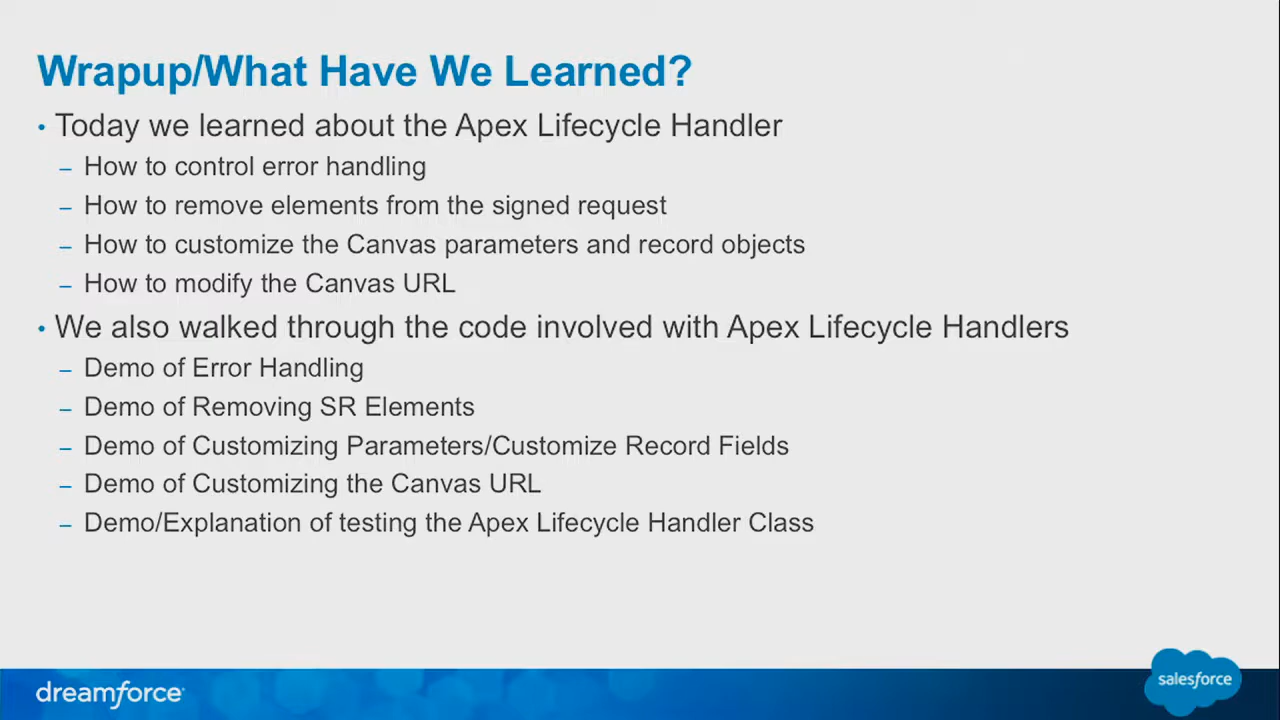 Wrapup/What Have We Learned?
• Today we learned about the Apex Lifecycle Handler
– How to control error handling
– How to remove elements from the signed request
– How to customize the Canvas parameters and record objects
– How to modify the Canvas URL
• We also walked through the code involved with Apex Lifecycle Handlers
– Demo of Error Handling
– Demo of Removing SR Elements
– Demo of Customizing Parameters/Customize Record Fields
– Demo of Customizing the Canvas URL
– Demo/Explanation of testing the Apex Lifecycle Handler Class
dreamforce
salesforce